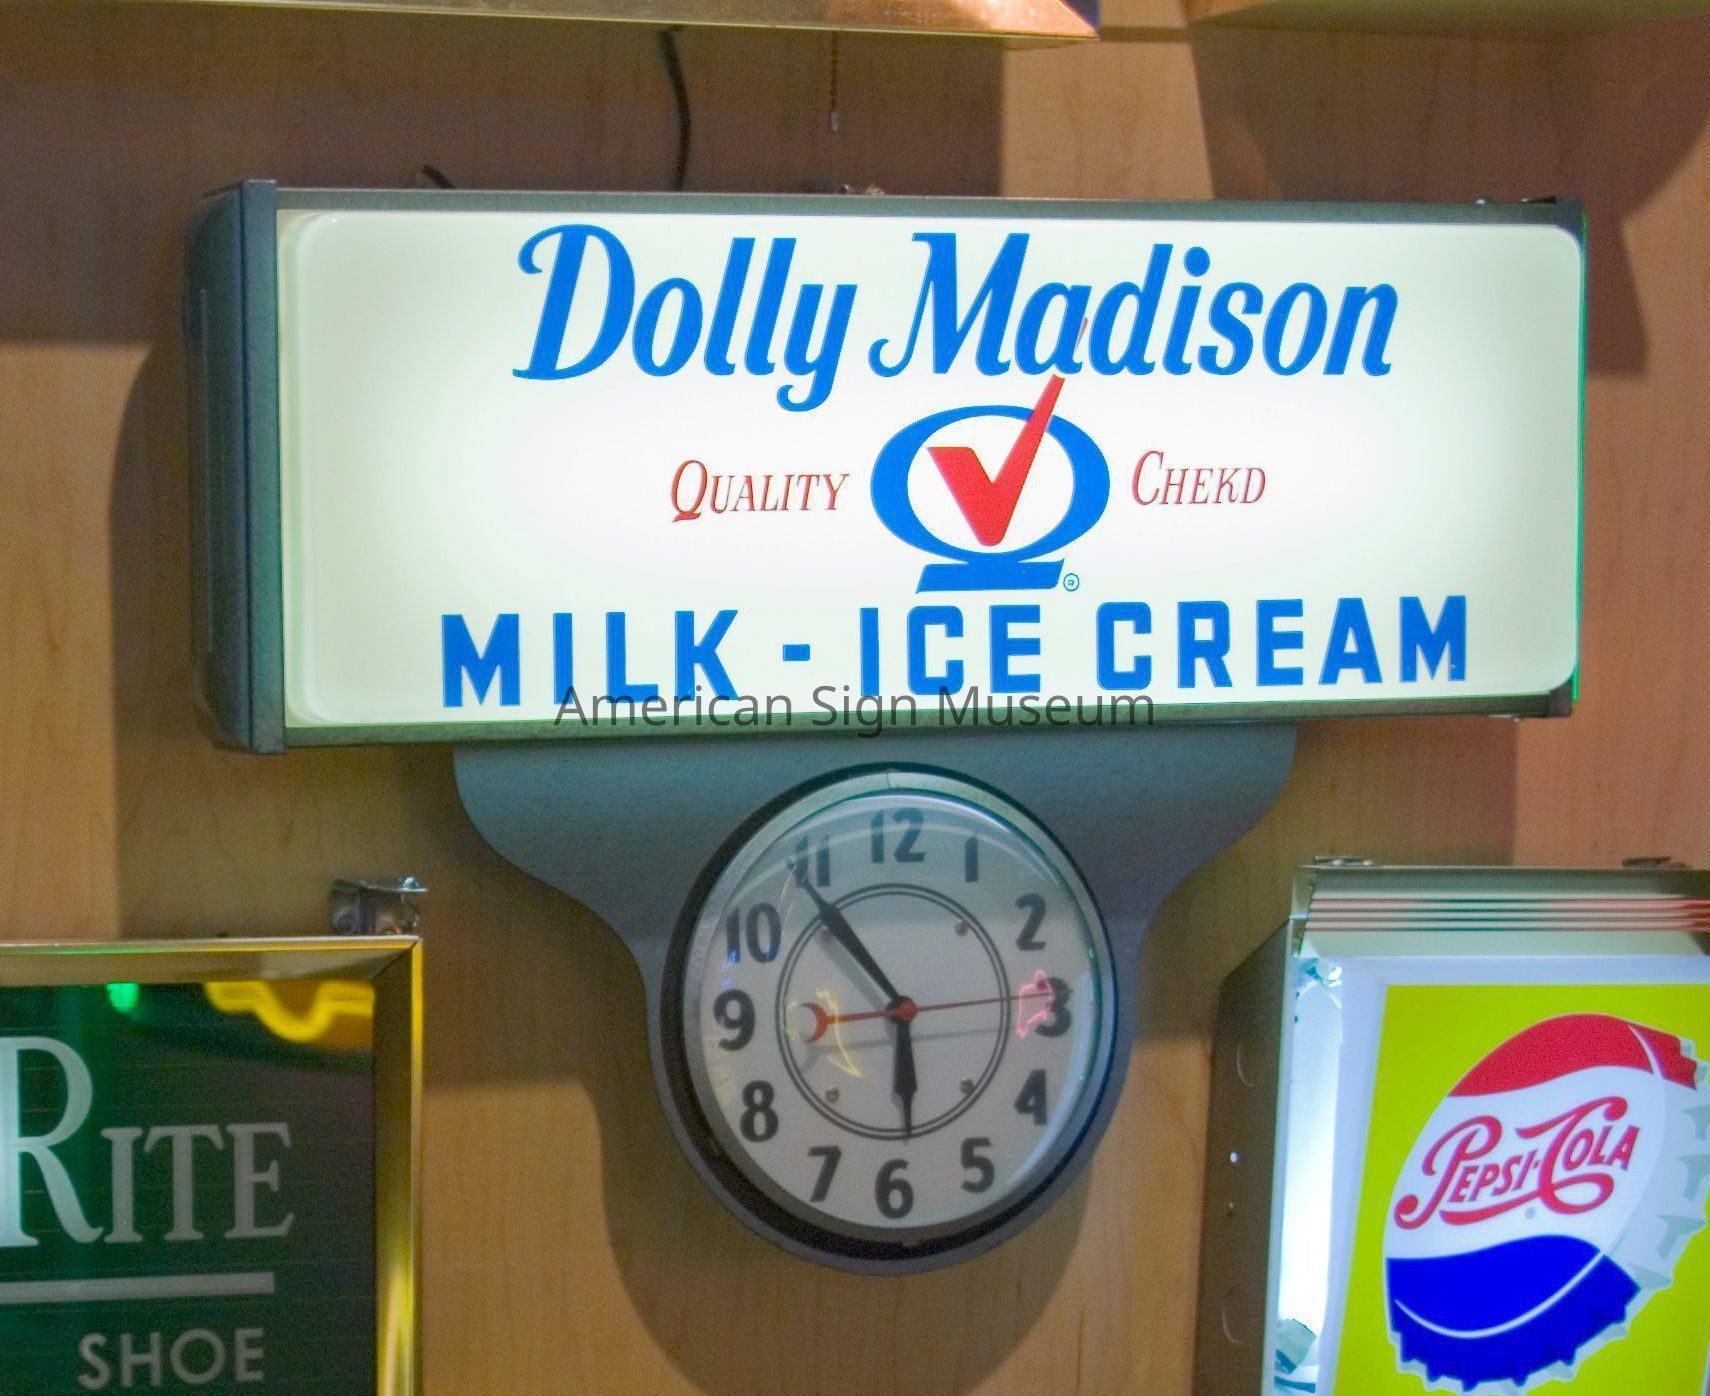 Dolly Madison
QUALITY CHEKD
®
MILK - ICE CREAM
American Sign Museum
12
11 1
10 2
9 3
8 4
7 5
6
RITE
SHOE
PEPSI-COLA
®